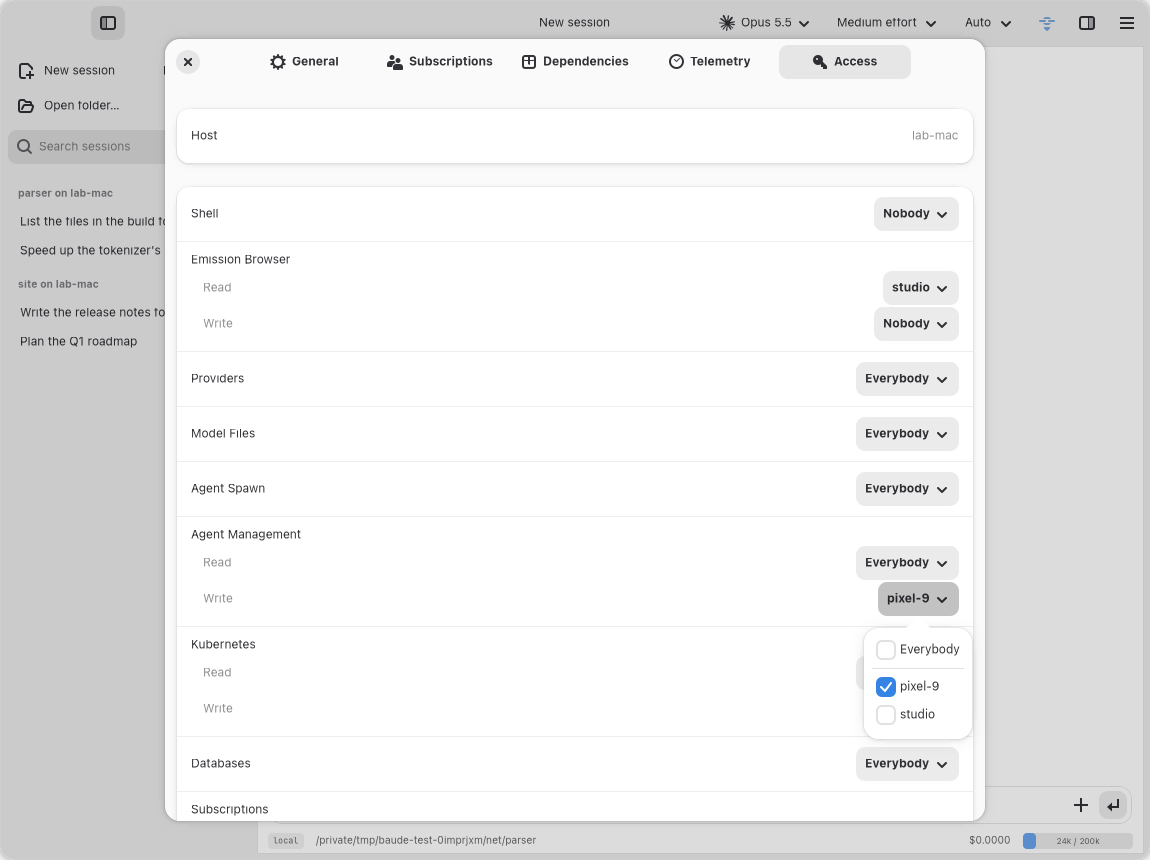 New session
Opus 5.5
Medium effort
Auto
New session
Open folder...
Search sessions
parser on lab-mac
List the files in the build
Speed up the tokenizer's
site on lab-mac
Write the release notes
Plan the Q1 roadmap
General
Subscriptions
Dependencies
Telemetry
Access
Host
lab-mac
Shell
Nobody
Emission Browser
Read
studio
Write
Nobody
Providers
Everybody
Model Files
Everybody
Agent Spawn
Everybody
Agent Management
Read
Everybody
Write
pixel-9
Kubernetes
Read
Write
Everybody
pixel-9
studio
Databases
Everybody
Subscriptions
local
/private/tmp/baude-test-0imprjxm/net/parser
$0.0000
24k / 200k